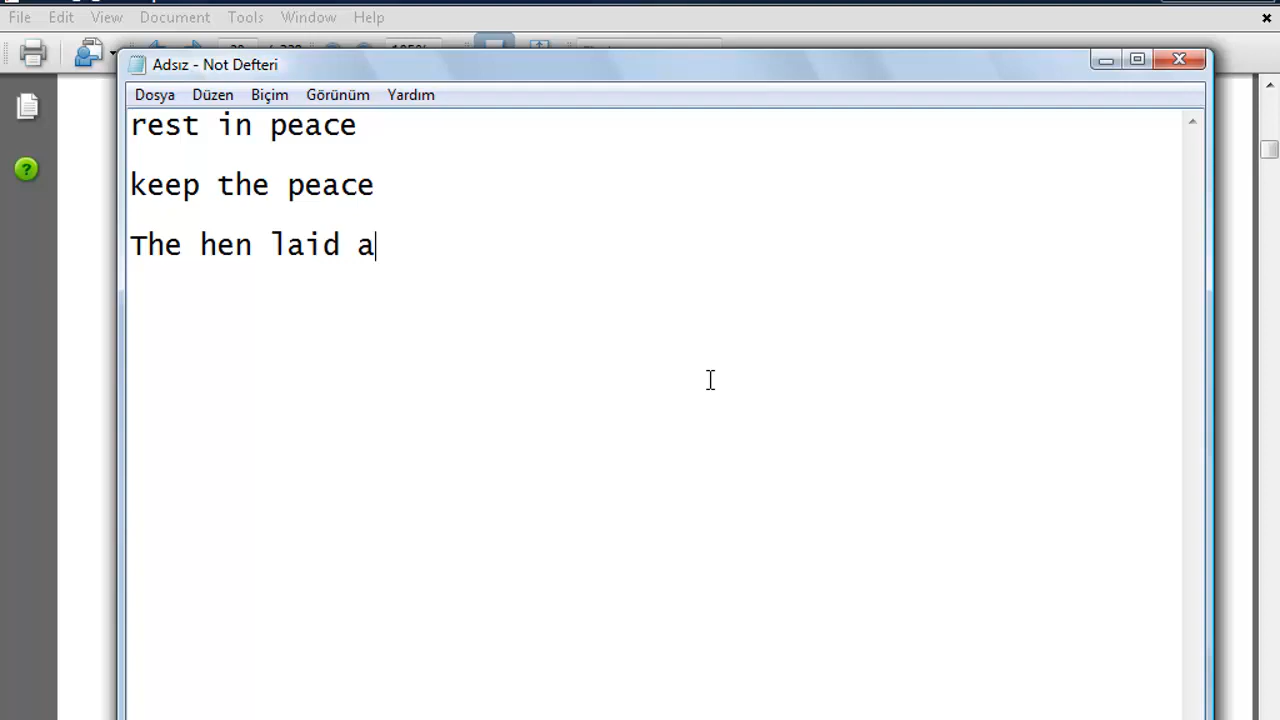 File Edit View Document Tools Window Help
Adsız - Not Defteri
Dosya Düzen Biçim Görünüm Yardım
rest in peace
keep the peace
The hen laid a